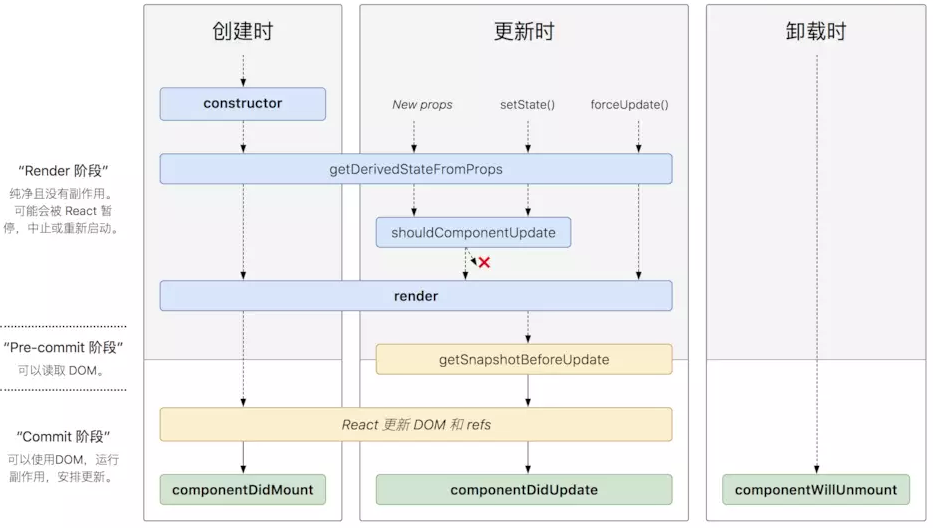 创建时
更新时
卸载时
constructor
New props
setState()
forceUpdate()
“Render 阶段”
纯净且没有副作用。
可能会被 React 暂
停，中止或重新启动。
getDerivedStateFromProps
shouldComponentUpdate
render
“Pre-commit 阶段”
可以读取 DOM。
getSnapshotBeforeUpdate
“Commit 阶段”
可以使用DOM，运行
副作用，安排更新。
React 更新 DOM 和 refs
componentDidMount
componentDidUpdate
componentWillUnmount